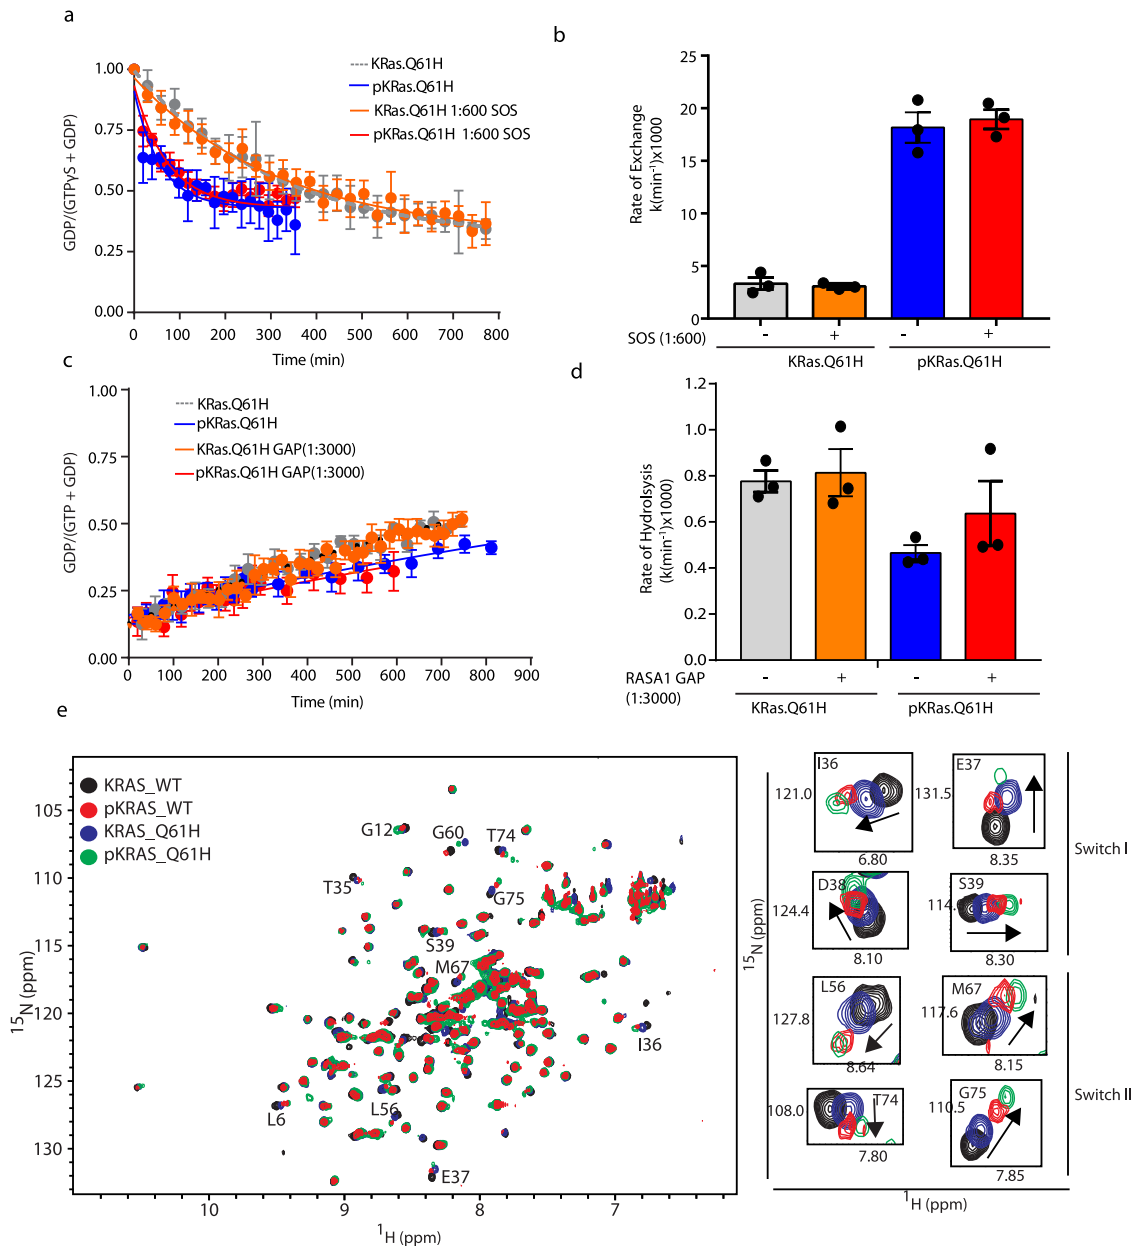 a
KRas.Q61H
pKRas.Q61H
KRas.Q61H 1:600 SOS
pKRas.Q61H 1:600 SOS
GDP/(GTPγS + GDP)
1.00
0.75
0.50
0.25
0.00
0 100 200 300 400 500 600 700 800
Time (min)
b
Rate of Exchange
k(min⁻¹)x1000
25
20
15
10
5
0
SOS (1:600)
- + - +
KRas.Q61H pKRas.Q61H
c
KRas.Q61H
pKRas.Q61H
KRas.Q61H GAP(1:3000)
pKRas.Q61H GAP(1:3000)
GDP/(GTP + GDP)
1.00
0.75
0.50
0.25
0.00
0 100 200 300 400 500 600 700 800 900
Time (min)
d
Rate of Hydrolsysis
(k(min⁻¹)x1000)
1.2
1.0
0.8
0.6
0.4
0.2
0.0
RASA1 GAP
(1:3000)
- + - +
KRas.Q61H pKRas.Q61H
e
KRAS_WT
pKRAS_WT
KRAS_Q61H
pKRAS_Q61H
G12
G60
T74
T35
G75
S39
M67
I36
L56
L6
E37
105
110
115
120
125
130
¹⁵N (ppm)
10 9 8 7
¹H (ppm)
I36
121.0
6.80
E37
131.5
8.35
D38
124.4
8.10
S39
114.
8.30
Switch I
L56
127.8
8.64
M67
117.6
8.15
T74
108.0
7.80
G75
110.5
7.85
Switch II
¹⁵N (ppm)
¹H (ppm)